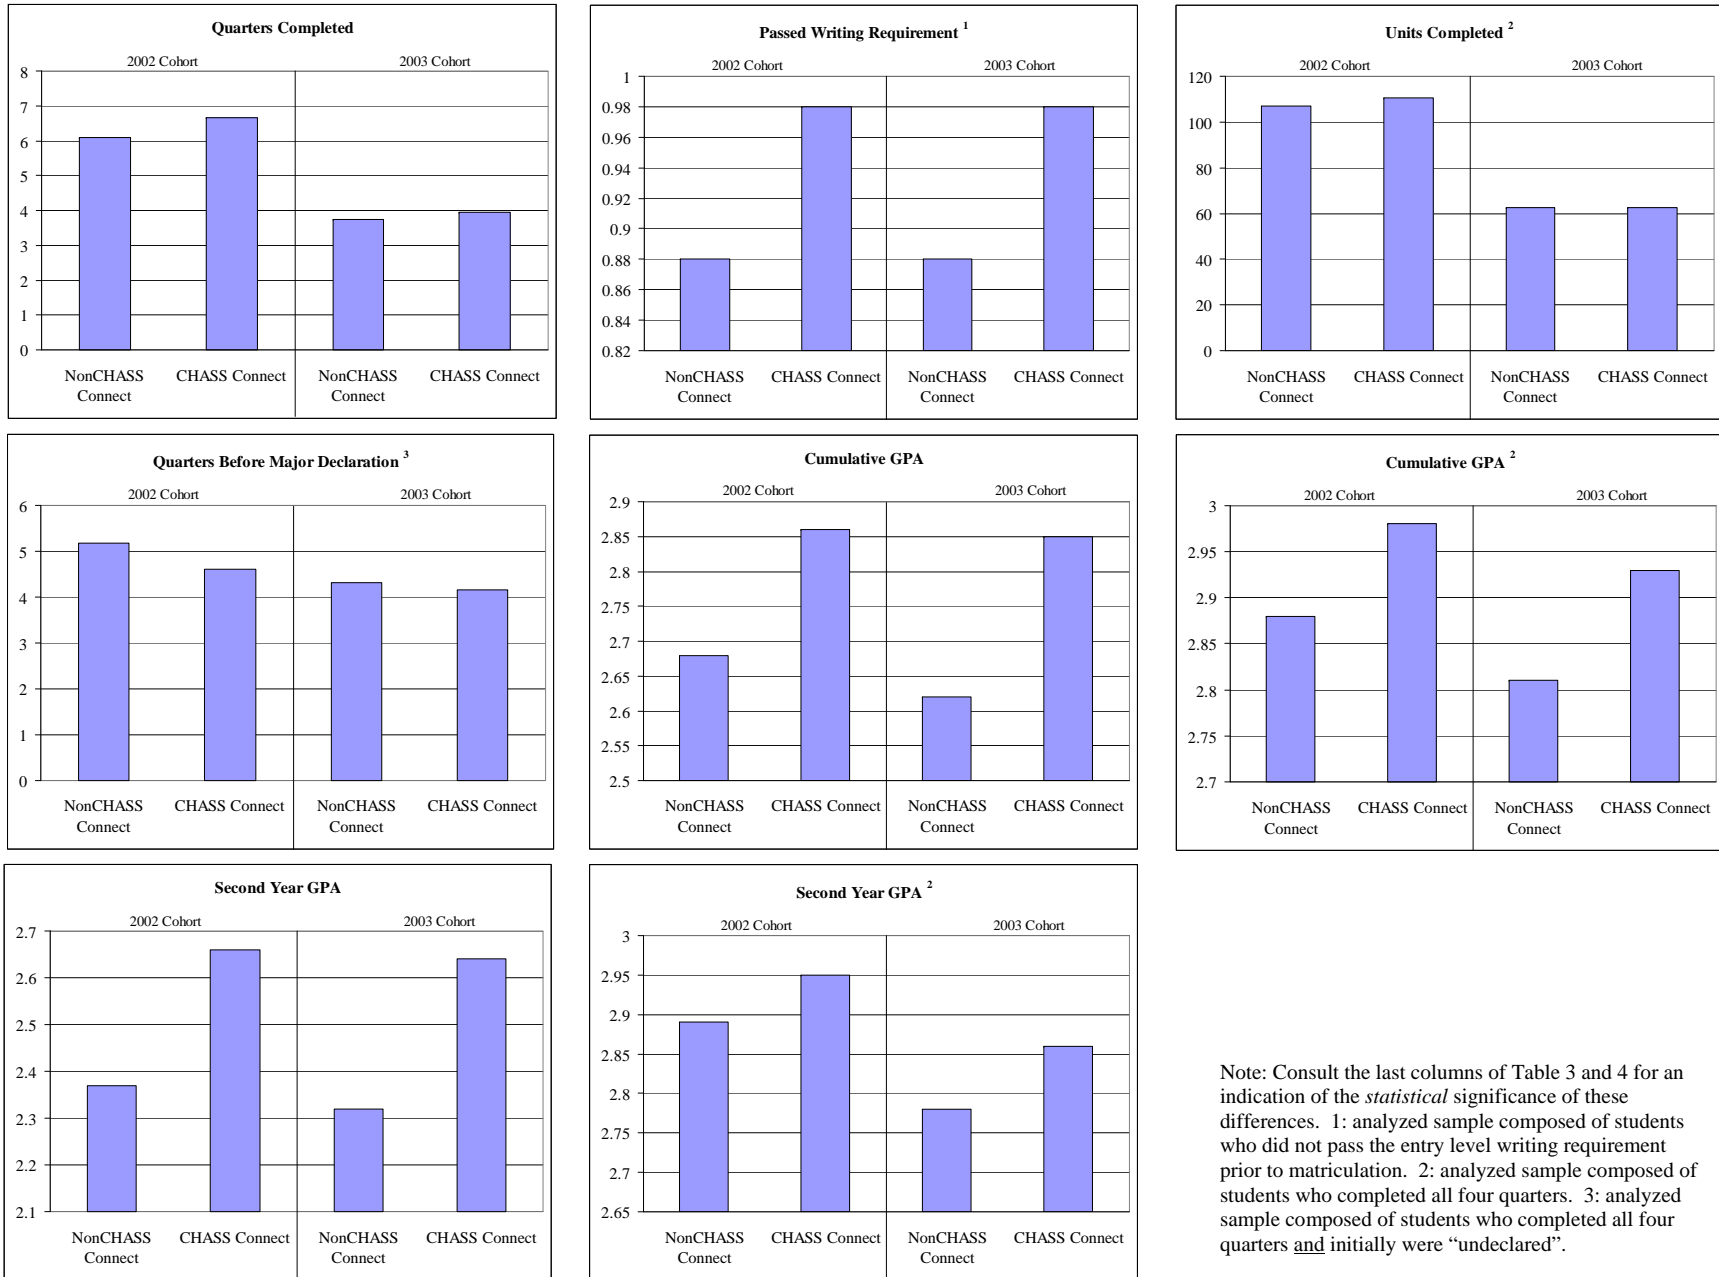 Quarters Completed
2002 Cohort 2003 Cohort
8
7
6
5
4
3
2
1
0
NonCHASS Connect CHASS Connect NonCHASS Connect CHASS Connect
Passed Writing Requirement 1
2002 Cohort 2003 Cohort
1
0.98
0.96
0.94
0.92
0.9
0.88
0.86
0.84
0.82
NonCHASS Connect CHASS Connect NonCHASS Connect CHASS Connect
Units Completed 2
2002 Cohort 2003 Cohort
120
100
80
60
40
20
0
NonCHASS Connect CHASS Connect NonCHASS Connect CHASS Connect
Quarters Before Major Declaration 3
2002 Cohort 2003 Cohort
6
5
4
3
2
1
0
NonCHASS Connect CHASS Connect NonCHASS Connect CHASS Connect
Cumulative GPA
2002 Cohort 2003 Cohort
2.9
2.85
2.8
2.75
2.7
2.65
2.6
2.55
2.5
NonCHASS Connect CHASS Connect NonCHASS Connect CHASS Connect
Cumulative GPA 2
2002 Cohort 2003 Cohort
3
2.95
2.9
2.85
2.8
2.75
2.7
NonCHASS Connect CHASS Connect NonCHASS Connect CHASS Connect
Second Year GPA
2002 Cohort 2003 Cohort
2.7
2.6
2.5
2.4
2.3
2.2
2.1
NonCHASS Connect CHASS Connect NonCHASS Connect CHASS Connect
Second Year GPA 2
2002 Cohort 2003 Cohort
3
2.95
2.9
2.85
2.8
2.75
2.7
2.65
NonCHASS Connect CHASS Connect NonCHASS Connect CHASS Connect
Note: Consult the last columns of Table 3 and 4 for an
indication of the statistical significance of these
differences. 1: analyzed sample composed of students
who did not pass the entry level writing requirement
prior to matriculation. 2: analyzed sample composed of
students who completed all four quarters. 3: analyzed
sample composed of students who completed all four
quarters and initially were “undeclared”.